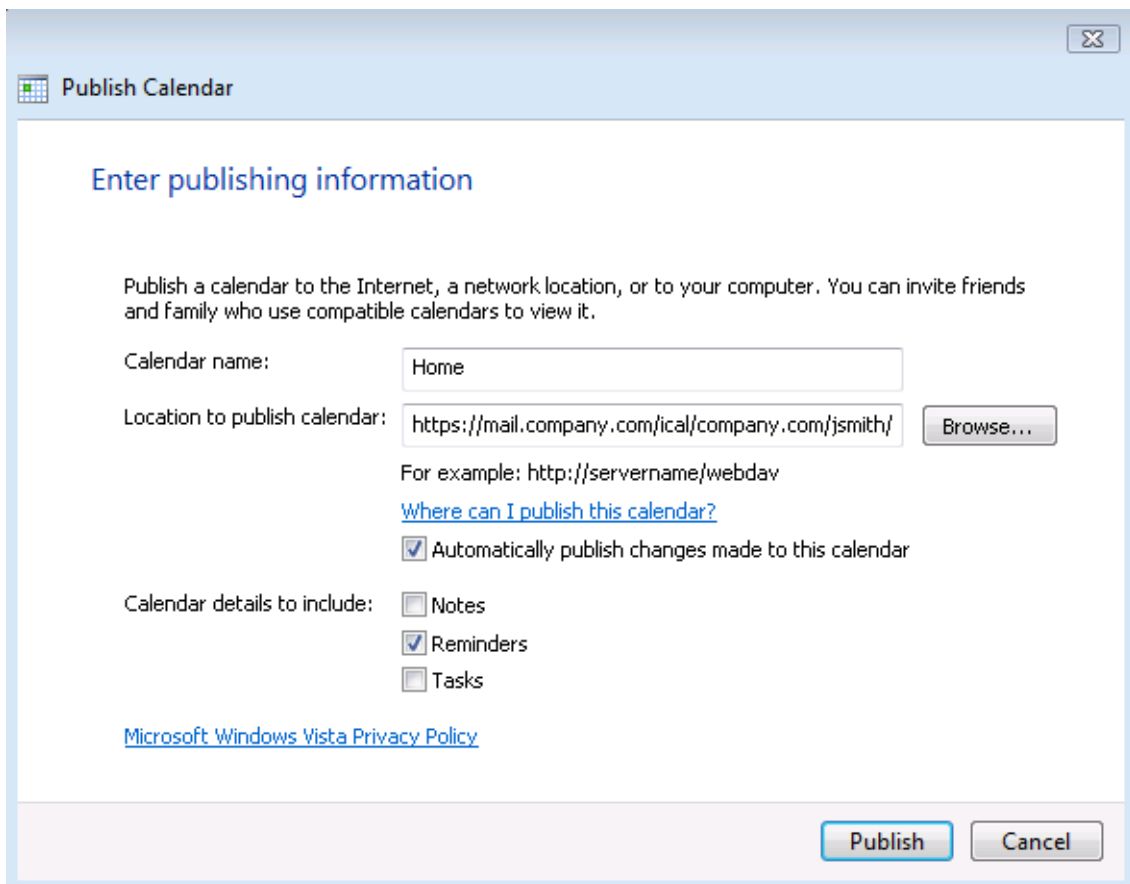 Publish Calendar
Enter publishing information
Publish a calendar to the Internet, a network location, or to your computer. You can invite friends
and family who use compatible calendars to view it.
Calendar name:
Home
Location to publish calendar:
https://mail.company.com/ical/company.com/jsmith/
Browse...
For example: http://servername/webdav
Where can I publish this calendar?
Automatically publish changes made to this calendar
Calendar details to include:
Notes
Reminders
Tasks
Microsoft Windows Vista Privacy Policy
Publish
Cancel